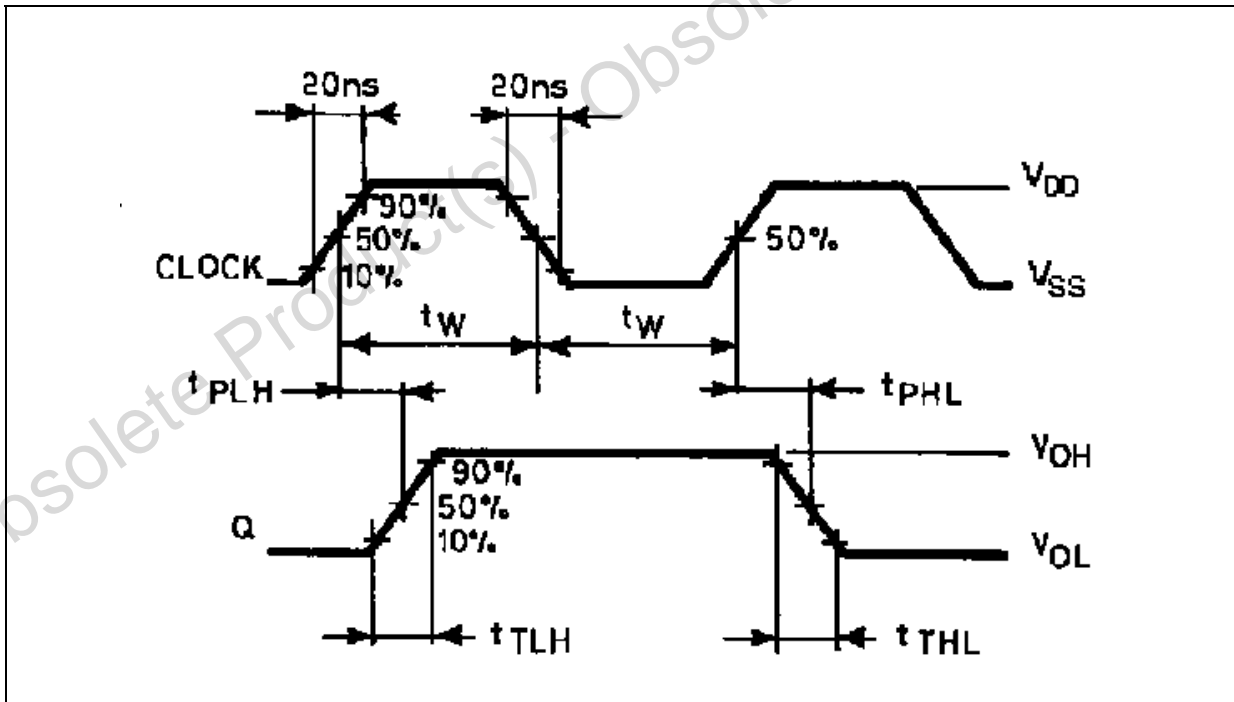 20ns 20ns
V_DD
90%
50% 50%
CLOCK 10% V_SS
t_W t_W
t_PLH t_PHL
V_OH
90%
50%
Q 10% V_OL
t_TLH t_THL
Obsolete Product(s) - Obsole